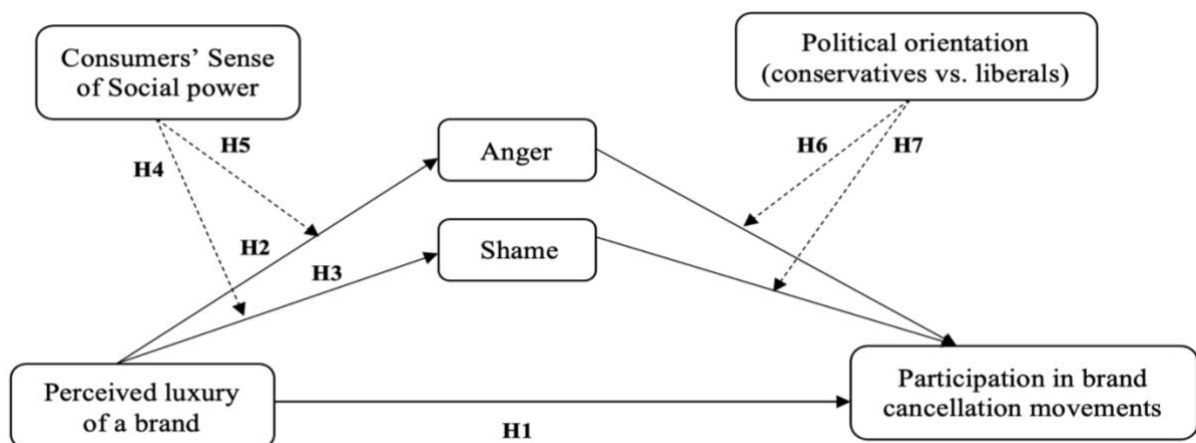 Consumers’ Sense
of Social power
Political orientation
(conservatives vs. liberals)
H5
H4
H6
H7
Anger
H2
H3
Shame
Perceived luxury
of a brand
H1
Participation in brand
cancellation movements